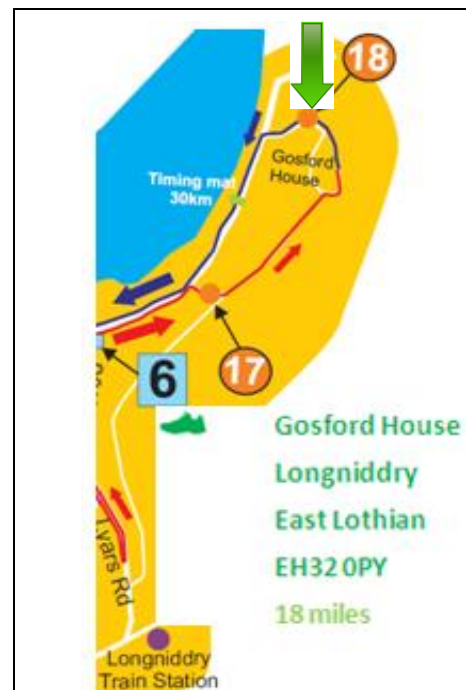 18
Gosford
House
Timing mat
30km
17
6
Gosford House
Longniddry
East Lothian
EH32 0PY
18 miles
Lyars Rd
Longniddry
Train Station